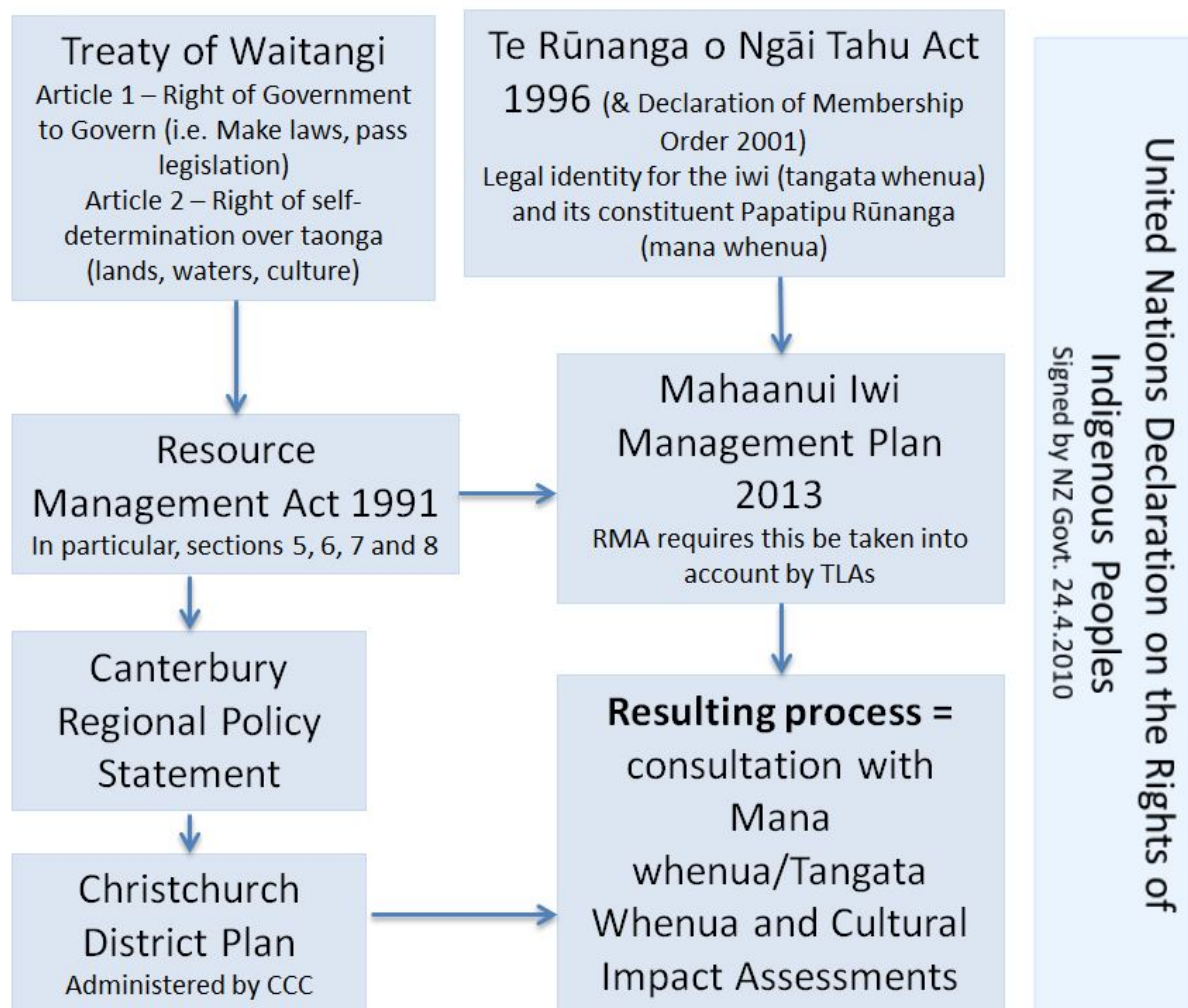 Treaty of Waitangi
Article 1 – Right of Government
to Govern (i.e. Make laws, pass
legislation)
Article 2 – Right of self-
determination over taonga
(lands, waters, culture)
Te Rūnanga o Ngāi Tahu Act
1996 (& Declaration of Membership
Order 2001)
Legal identity for the iwi (tangata whenua)
and its constituent Papatipu Rūnanga
(mana whenua)
Resource
Management Act 1991
In particular, sections 5, 6, 7 and 8
Mahaanui Iwi
Management Plan
2013
RMA requires this be taken into
account by TLAs
Canterbury
Regional Policy
Statement
Christchurch
District Plan
Administered by CCC
Resulting process =
consultation with
Mana
whenua/Tangata
Whenua and Cultural
Impact Assessments
United Nations Declaration on the Rights of
Indigenous Peoples
Signed by NZ Govt. 24.4.2010